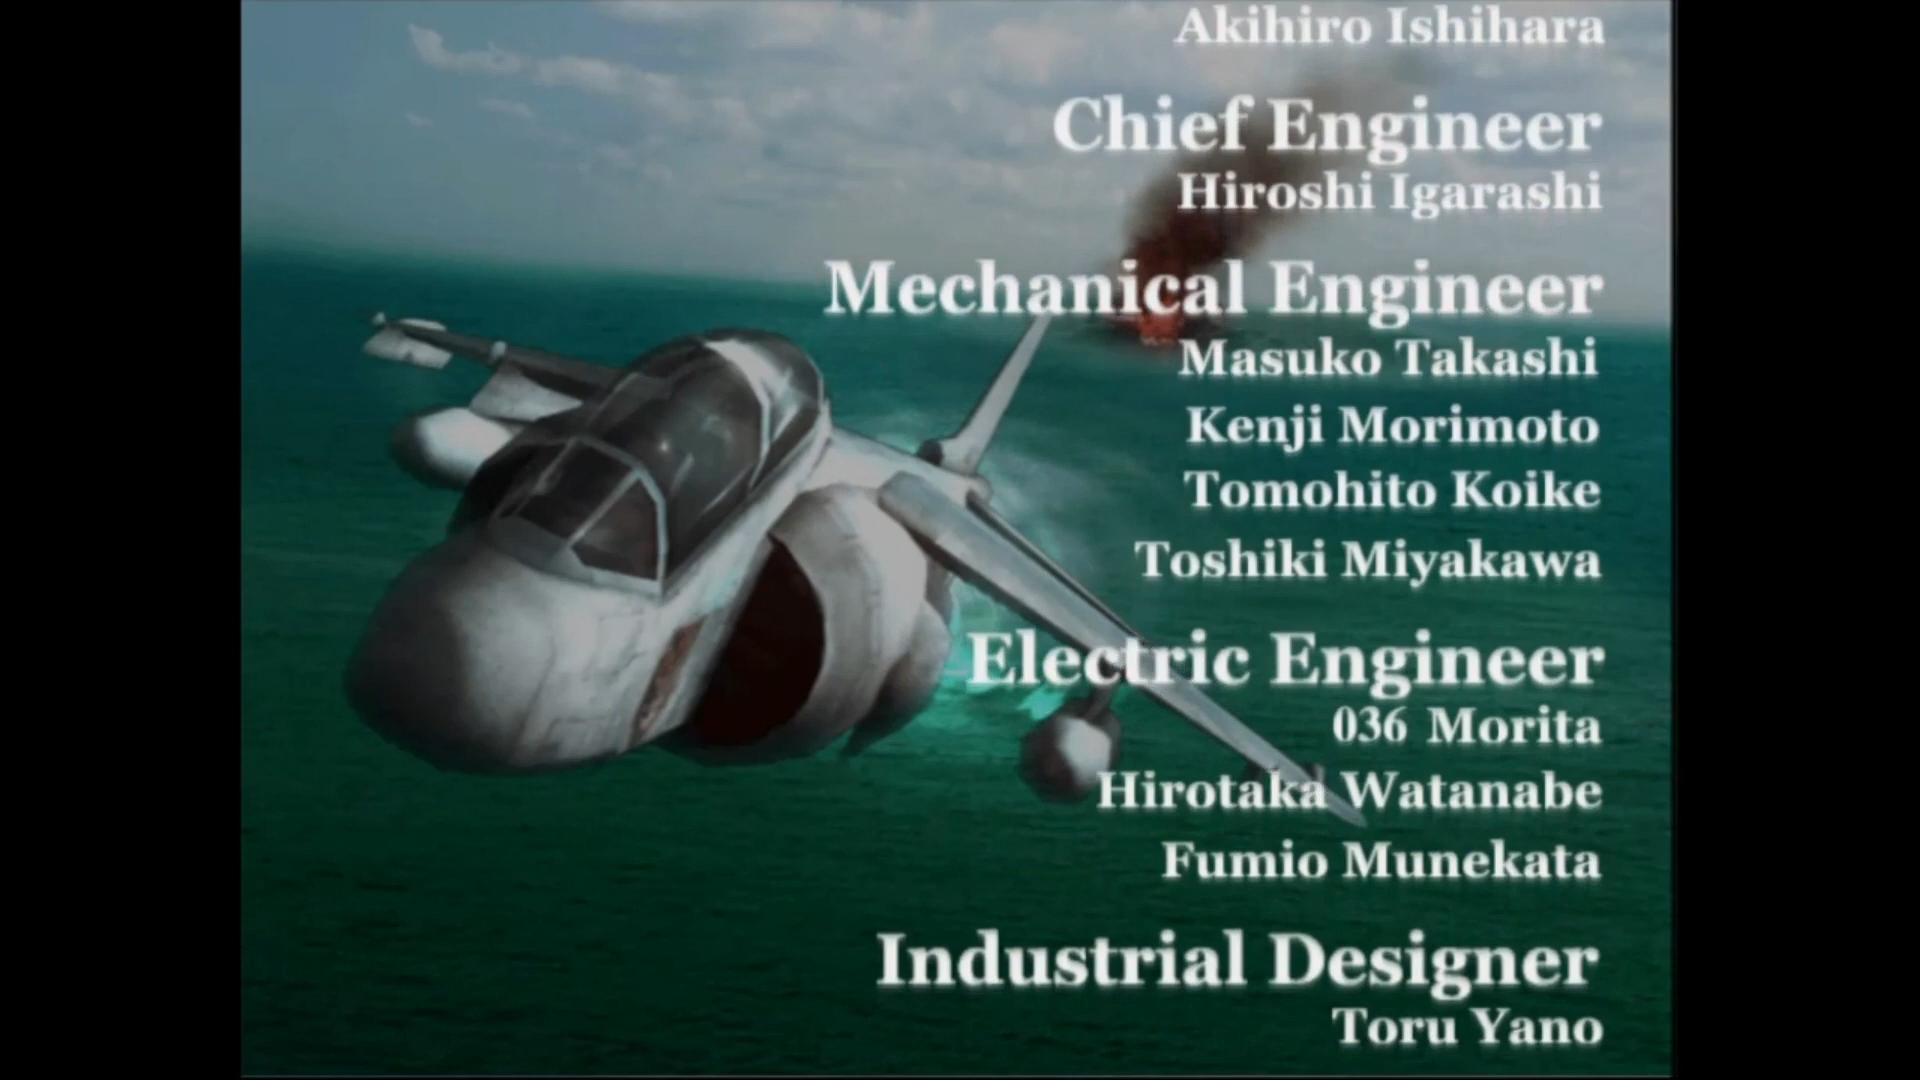 Akihiro Ishihara
Chief Engineer
Hiroshi Igarashi
Mechanical Engineer
Masuko Takashi
Kenji Morimoto
Tomohito Koike
Toshiki Miyakawa
Electric Engineer
036 Morita
Hirotaka Watanabe
Fumio Munekata
Industrial Designer
Toru Yano